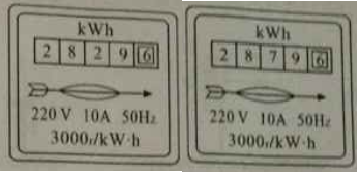 kWh
2 8 2 9 6
220 V 10A 50Hz
3000r/kW·h
kWh
2 8 7 9 6
220 V 10A 50Hz
3000r/kW·h